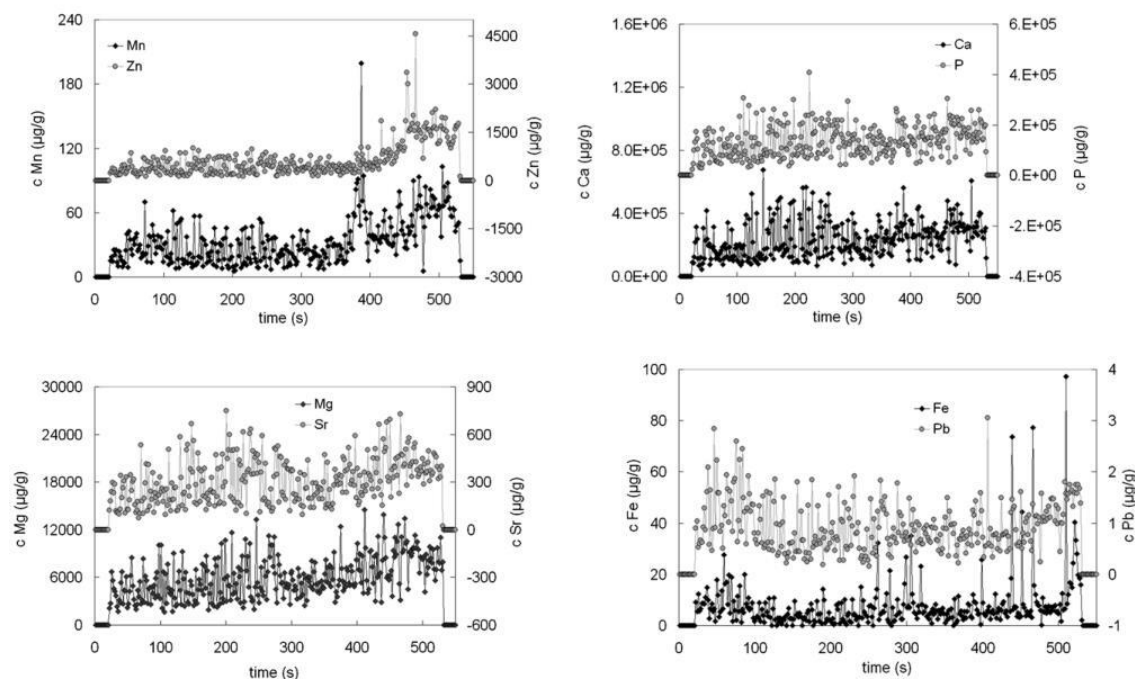 240
180
120
60
0
c Mn (µg/g)
Mn
Zn
4500
3000
1500
0
-1500
-3000
c Zn (µg/g)
0 100 200 300 400 500
time (s)
1.6E+06
1.2E+06
8.0E+05
4.0E+05
0.0E+00
c Ca (µg/g)
Ca
P
6.E+05
4.E+05
2.E+05
0.E+00
-2.E+05
-4.E+05
c P (µg/g)
0 100 200 300 400 500
time (s)
30000
24000
18000
12000
6000
0
c Mg (µg/g)
Mg
Sr
900
600
300
0
-300
-600
c Sr (µg/g)
0 100 200 300 400 500
time (s)
100
80
60
40
20
0
c Fe (µg/g)
Fe
Pb
4
3
2
1
0
-1
c Pb (µg/g)
0 100 200 300 400 500
time (s)